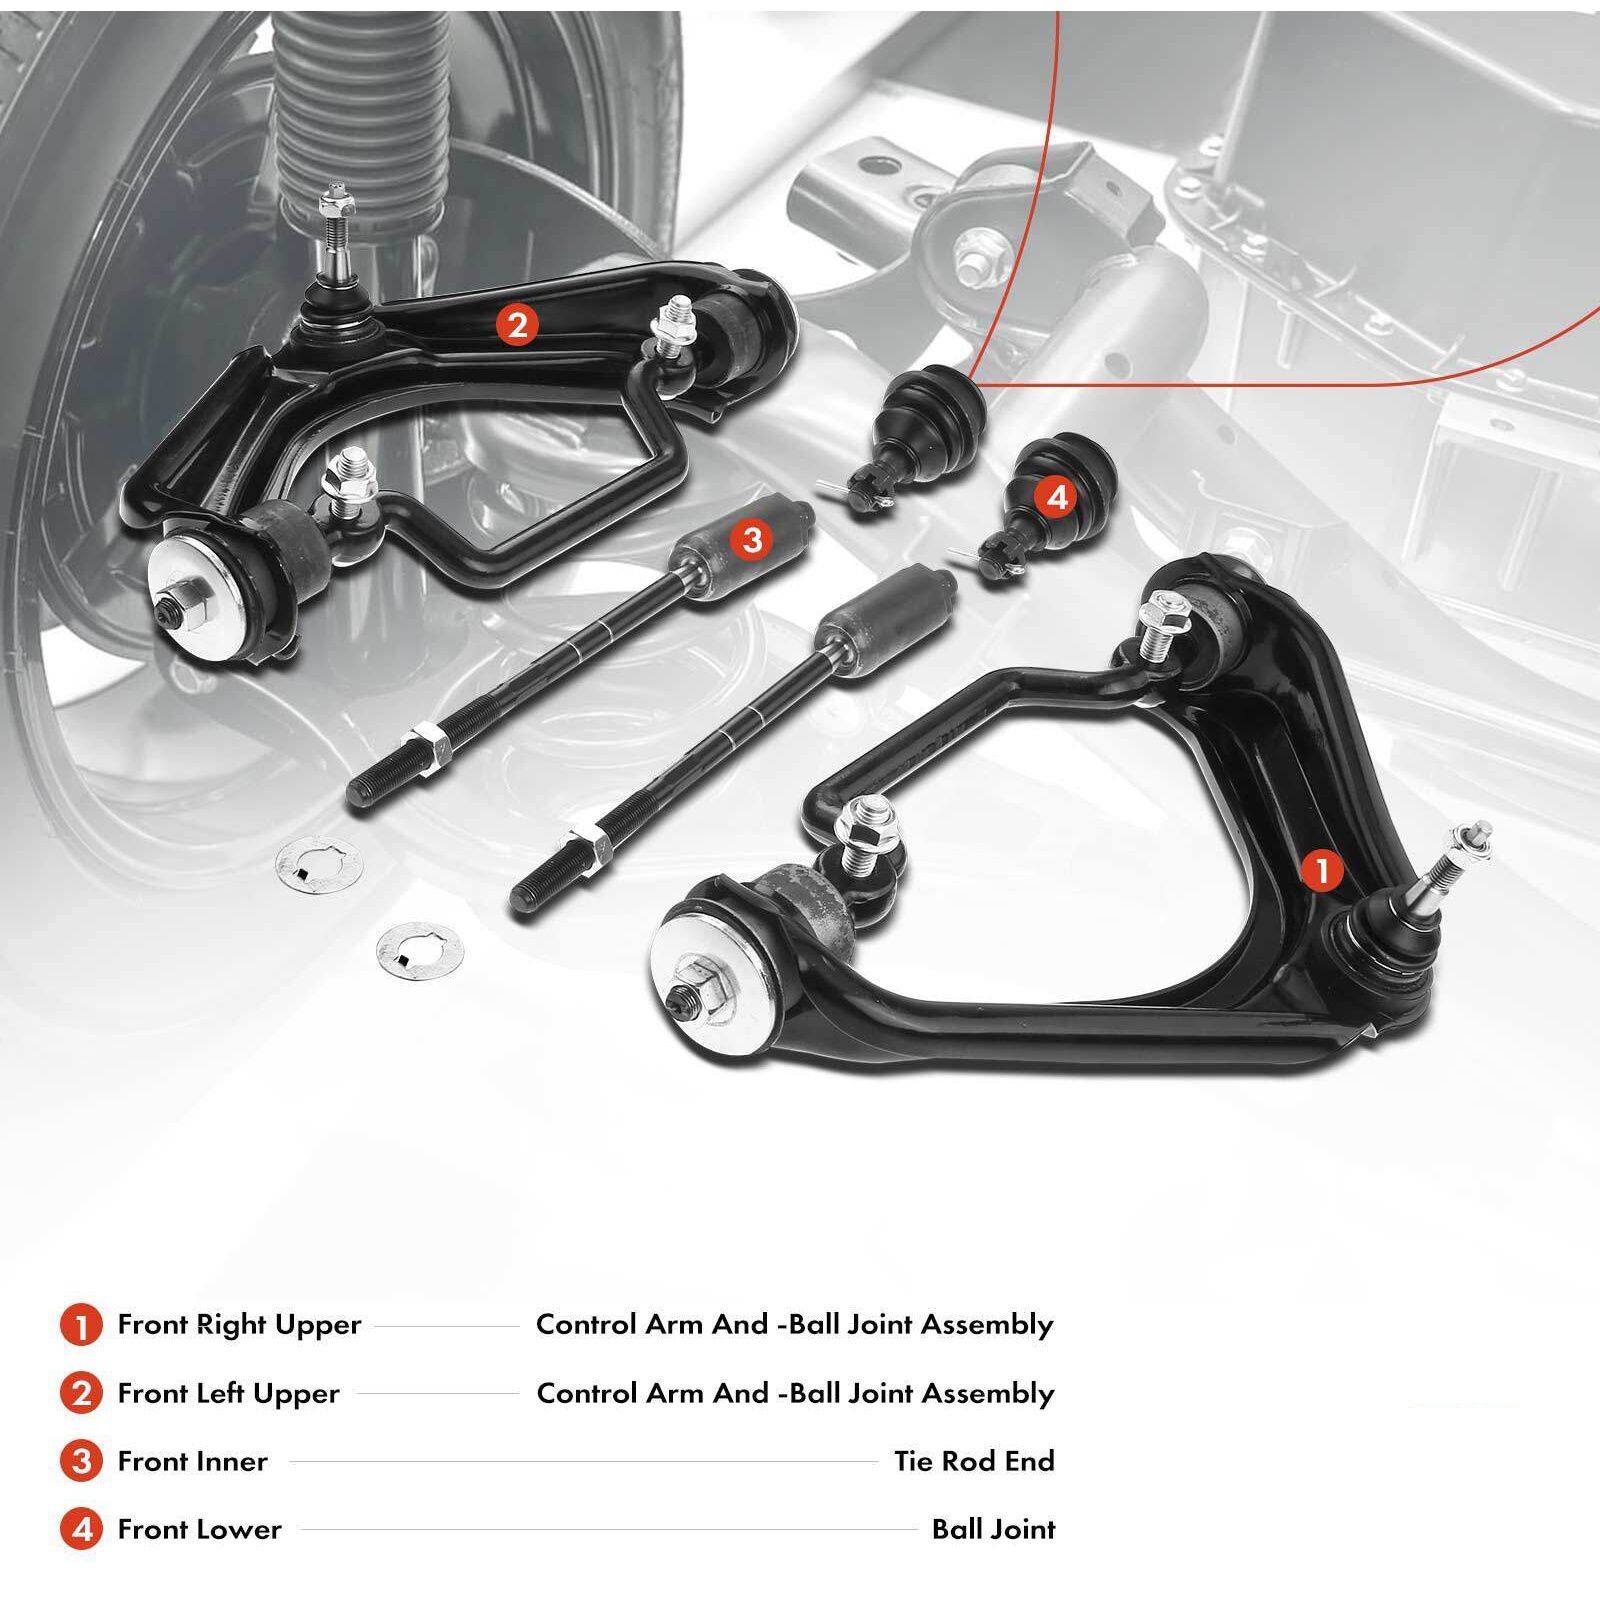 2
4
3
1
1 Front Right Upper Control Arm And -Ball Joint Assembly
2 Front Left Upper Control Arm And -Ball Joint Assembly
3 Front Inner Tie Rod End
4 Front Lower Ball Joint